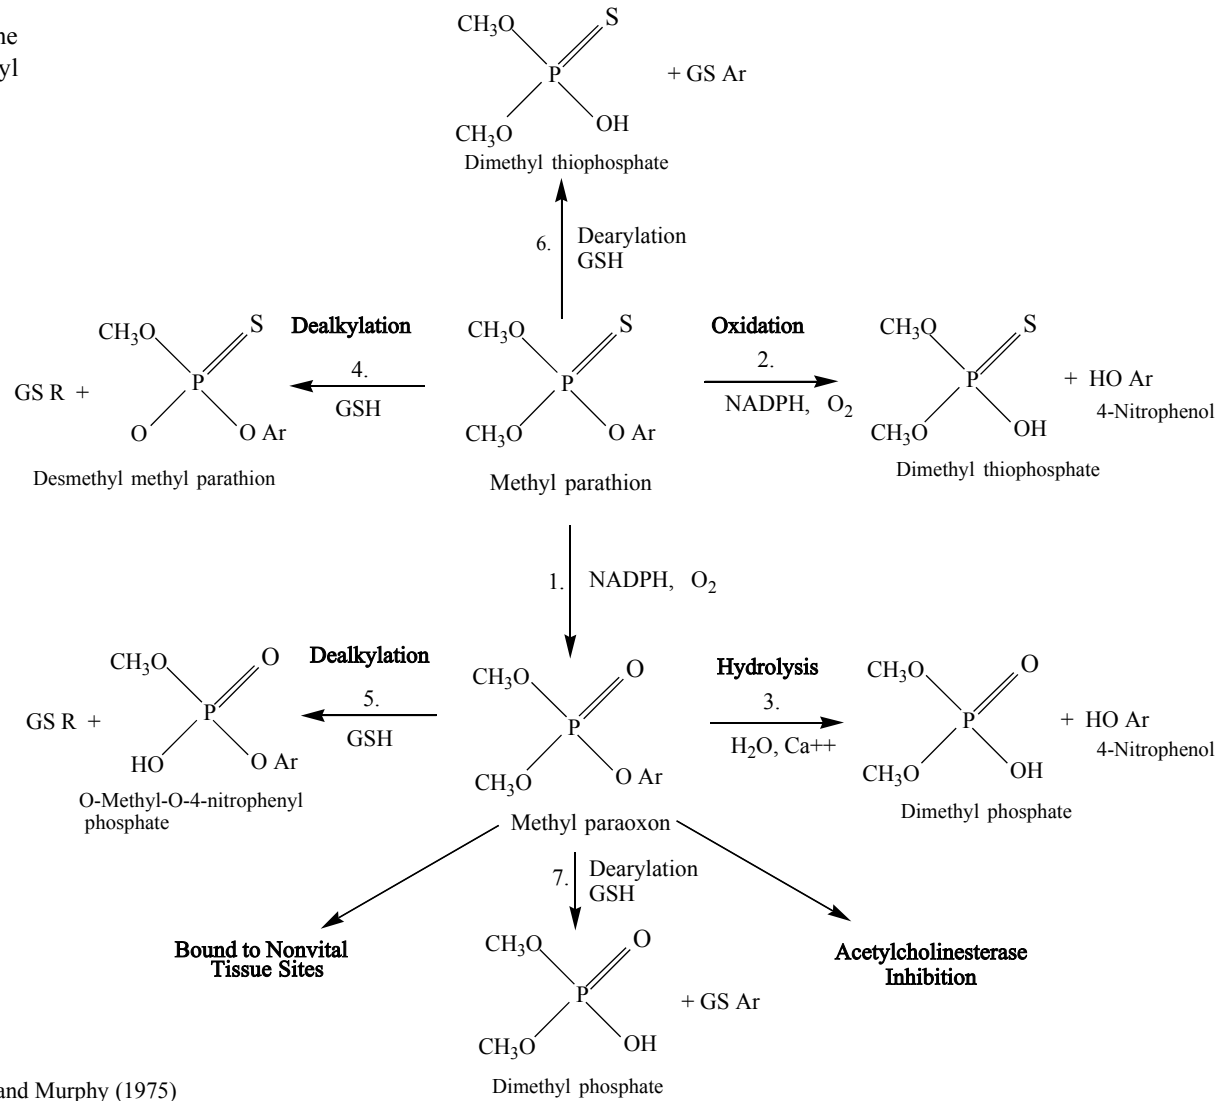 ne
yl
CH₃O
S
P
+ GS Ar
CH₃O
OH
Dimethyl thiophosphate
6.
Dearylation
GSH
CH₃O
S
P
GS R +
O
O Ar
Desmethyl methyl parathion
Dealkylation
4.
GSH
CH₃O
S
P
CH₃O
O Ar
Methyl parathion
Oxidation
2.
NADPH, O₂
CH₃O
S
P
+ HO Ar
4-Nitrophenol
CH₃O
OH
Dimethyl thiophosphate
1.
NADPH, O₂
CH₃O
O
P
GS R +
HO
O Ar
O-Methyl-O-4-nitrophenyl
phosphate
Dealkylation
5.
GSH
CH₃O
O
P
CH₃O
O Ar
Methyl paraoxon
Hydrolysis
3.
H₂O, Ca++
CH₃O
O
P
+ HO Ar
4-Nitrophenol
CH₃O
OH
Dimethyl phosphate
7.
Dearylation
GSH
Bound to Nonvital
Tissue Sites
Acetylcholinesterase
Inhibition
CH₃O
O
P
+ GS Ar
CH₃O
OH
Dimethyl phosphate
and Murphy (1975)